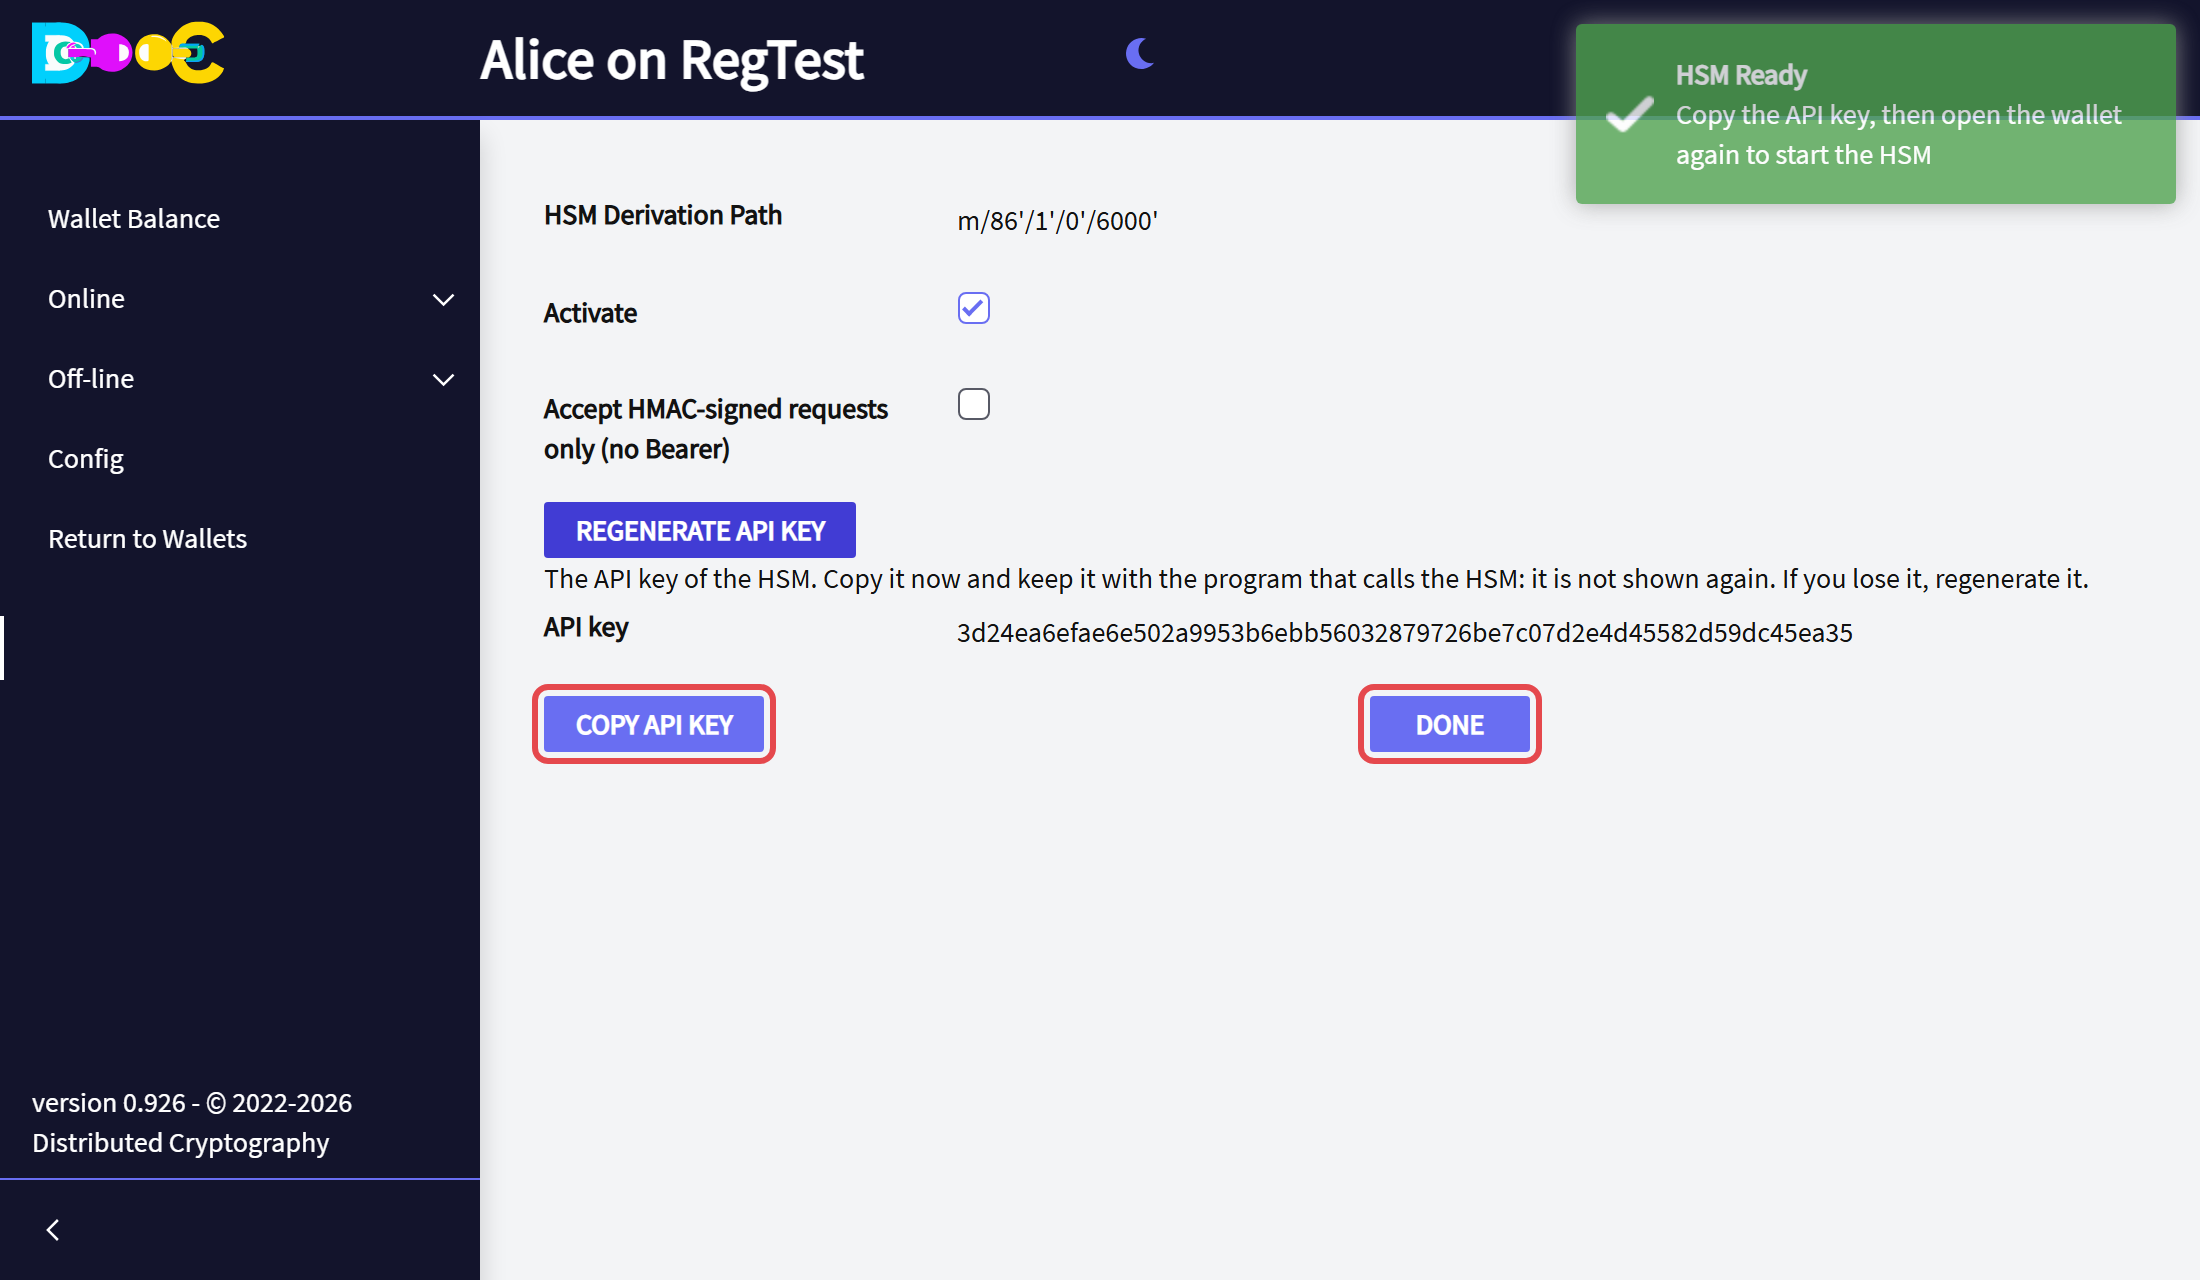 Alice on RegTest
HSM Ready
Copy the API key, then open the wallet
again to start the HSM
Wallet Balance
Online
Off-line
Config
Return to Wallets
HSM Derivation Path
m/86'/1'/0'/6000'
Activate
Accept HMAC-signed requests
only (no Bearer)
REGENERATE API KEY
The API key of the HSM. Copy it now and keep it with the program that calls the HSM: it is not shown again. If you lose it, regenerate it.
API key
3d24ea6efae6e502a9953b6ebb56032879726be7c07d2e4d45582d59dc45ea35
COPY API KEY
DONE
version 0.926 - © 2022-2026
Distributed Cryptography